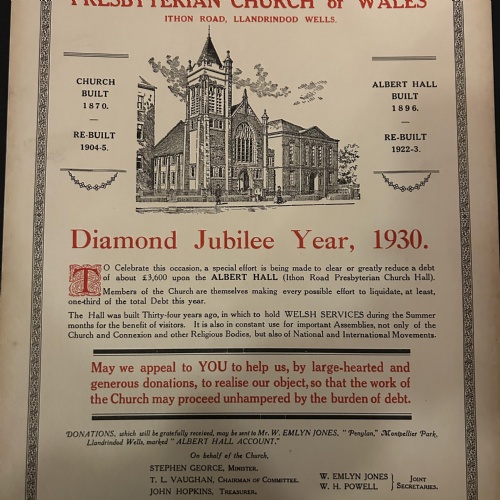 PRESBYTERIAN CHURCH of WALES
ITHON ROAD, LLANDRINDOD WELLS.
CHURCH
BUILT
1870.
—
RE-BUILT
1904-5.
ALBERT HALL
BUILT
1896.
—
RE-BUILT
1922-3.
Diamond Jubilee Year, 1930.
TO Celebrate this occasion, a special effort is being made to clear or greatly reduce a debt
of about £3,600 upon the ALBERT HALL (Ithon Road Presbyterian Church Hall).
Members of the Church are themselves making every possible effort to liquidate, at least,
one-third of the total Debt this year.
The Hall was built Thirty-four years ago, in which to hold WELSH SERVICES during the Summer
months for the benefit of visitors. It is also in constant use for important Assemblies, not only of the
Church and Connexion and other Religious Bodies, but also of National and International Movements.
May we appeal to YOU to help us, by large-hearted and
generous donations, to realise our object, so that the work of
the Church may proceed unhampered by the burden of debt.
DONATIONS, which will be gratefully received, may be sent to Mr. W. EMLYN JONES, "Penylan," Montpellier Park,
Llandrindod Wells, marked "ALBERT HALL ACCOUNT."
On behalf of the Church,
STEPHEN GEORGE, MINISTER.
T. L. VAUGHAN, CHAIRMAN OF COMMITTEE.
JOHN HOPKINS, TREASURER.
W. EMLYN JONES
W. H. POWELL
JOINT
SECRETARIES.